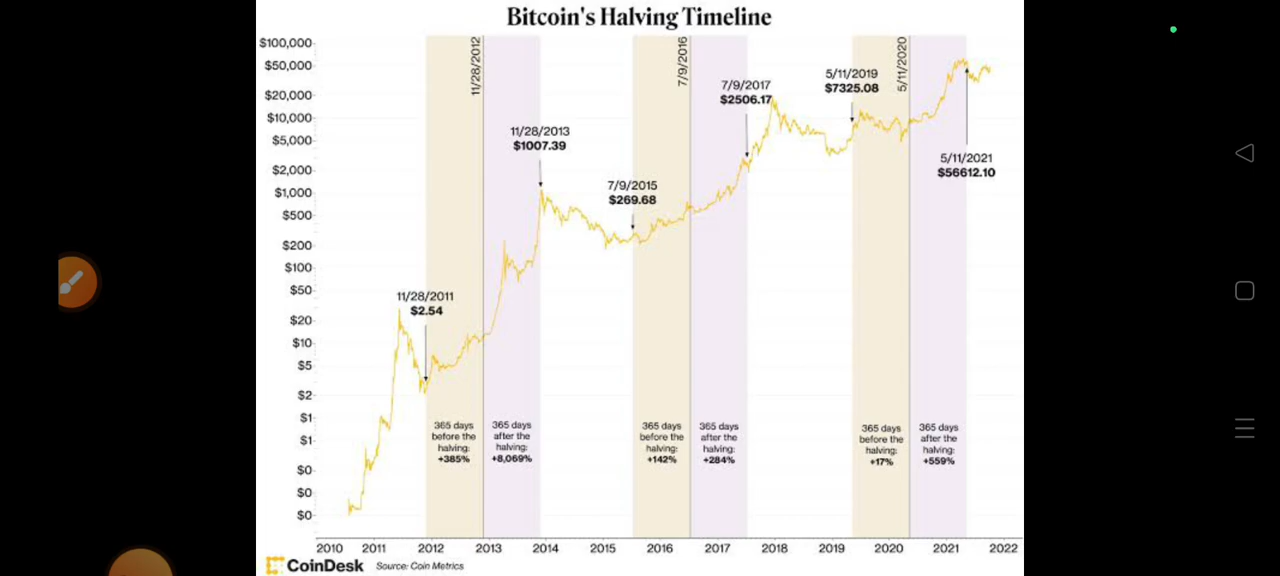 Bitcoin's Halving Timeline
$100,000
$50,000
$20,000
$10,000
$5,000
$2,000
$1,000
$500
$200
$100
$50
$20
$10
$5
$2
$1
$1
$0
$0
$0
11/28/2012
7/9/2016
5/11/2020
11/28/2011
$2.54
11/28/2013
$1007.39
7/9/2015
$269.68
7/9/2017
$2506.17
5/11/2019
$7325.08
5/11/2021
$56612.10
365 days
before the
halving:
+385%
365 days
after the
halving:
+8,069%
365 days
before the
halving:
+142%
365 days
after the
halving:
+284%
365 days
before the
halving:
+17%
365 days
after the
halving:
+559%
2010 2011 2012 2013 2014 2015 2016 2017 2018 2019 2020 2021 2022
CoinDesk Source: Coin Metrics